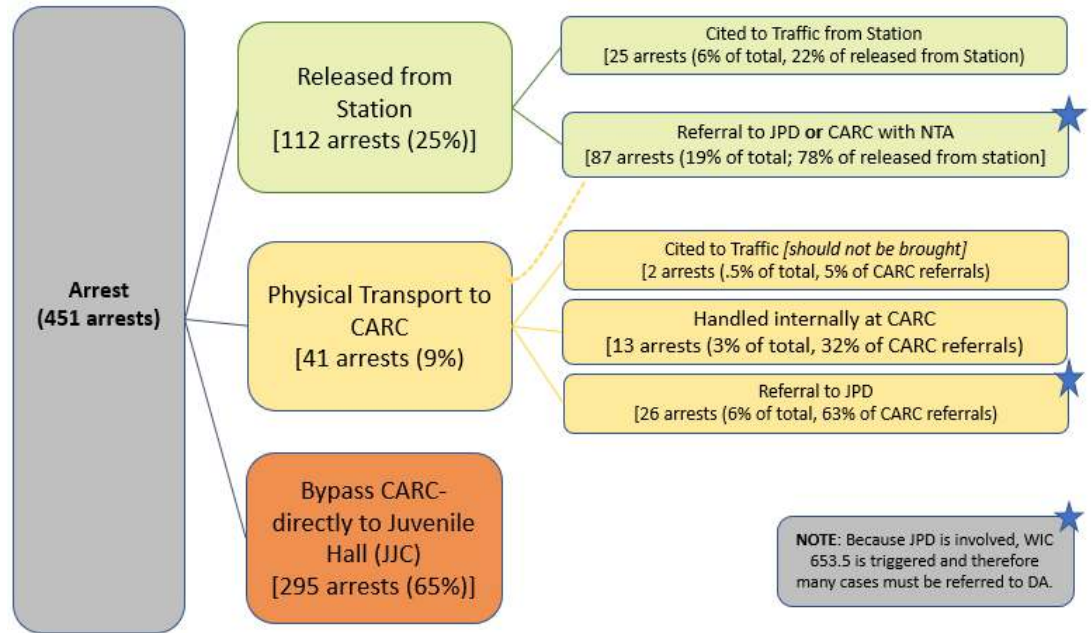 Arrest
(451 arrests)
Released from
Station
[112 arrests (25%)]
Cited to Traffic from Station
[25 arrests (6% of total, 22% of released from Station)
Referral to JPD or CARC with NTA
[87 arrests (19% of total; 78% of released from station]
Physical Transport to
CARC
[41 arrests (9%)
Cited to Traffic [should not be brought]
[2 arrests (.5% of total, 5% of CARC referrals)
Handled internally at CARC
[13 arrests (3% of total, 32% of CARC referrals)
Referral to JPD
[26 arrests (6% of total, 63% of CARC referrals)
Bypass CARC-
directly to Juvenile
Hall (JJC)
[295 arrests (65%)]
NOTE: Because JPD is involved, WIC
653.5 is triggered and therefore
many cases must be referred to DA.